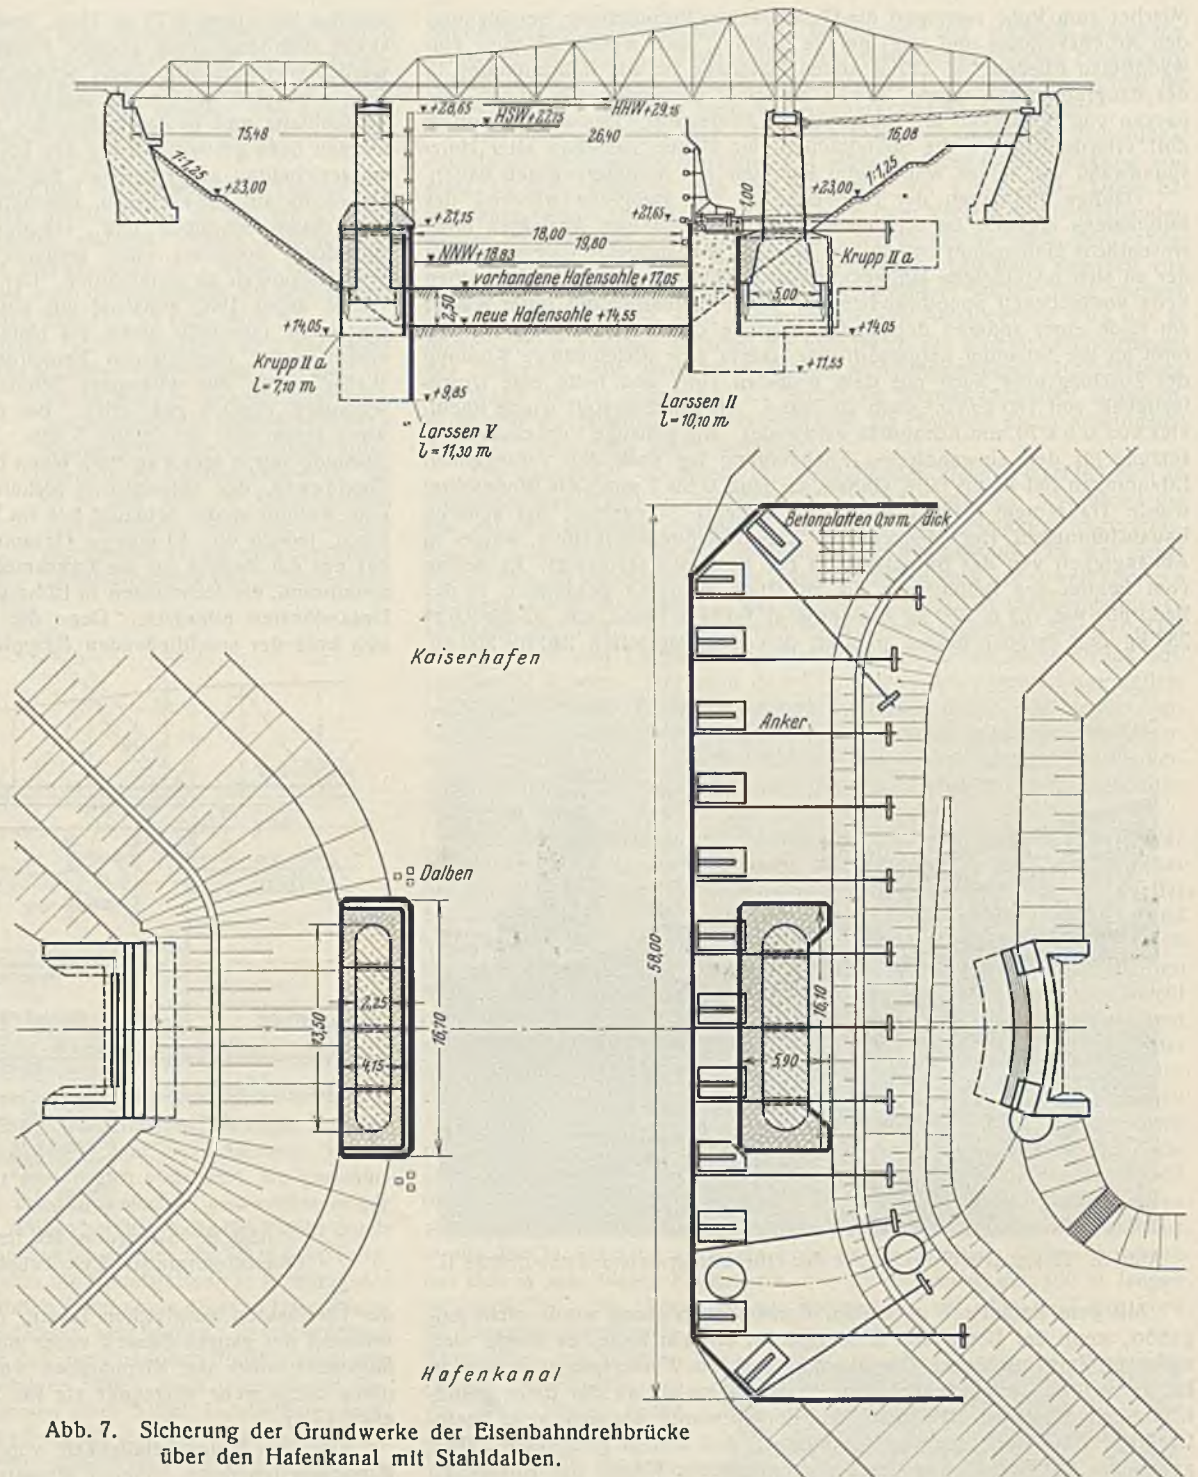 +28,65
HHW+29,15
HSW+27,15
15,48
26,40
16,08
1:1,25
1:1,25
+23,00
1,00
+23,00
+21,15
+21,65
18,00
19,80
NNW+18,83
Krupp II a
vorhandene Hafensohle +17,05
2,50
5,00
neue Hafensohle +14,55
+14,05
+14,05
Krupp II a
l=7,10 m
+11,55
+9,85
Larssen II
l=10,10 m
Larssen V
l=11,30 m
Betonplatten 0,10 m dick
Kaiserhafen
Anker
Dalben
58,00
2,25
13,50
16,10
16,10
4,15
5,90
Hafenkanal
Abb. 7. Sicherung der Grundwerke der Eisenbahndrehbrücke
über den Hafenkanal mit Stahldalben.